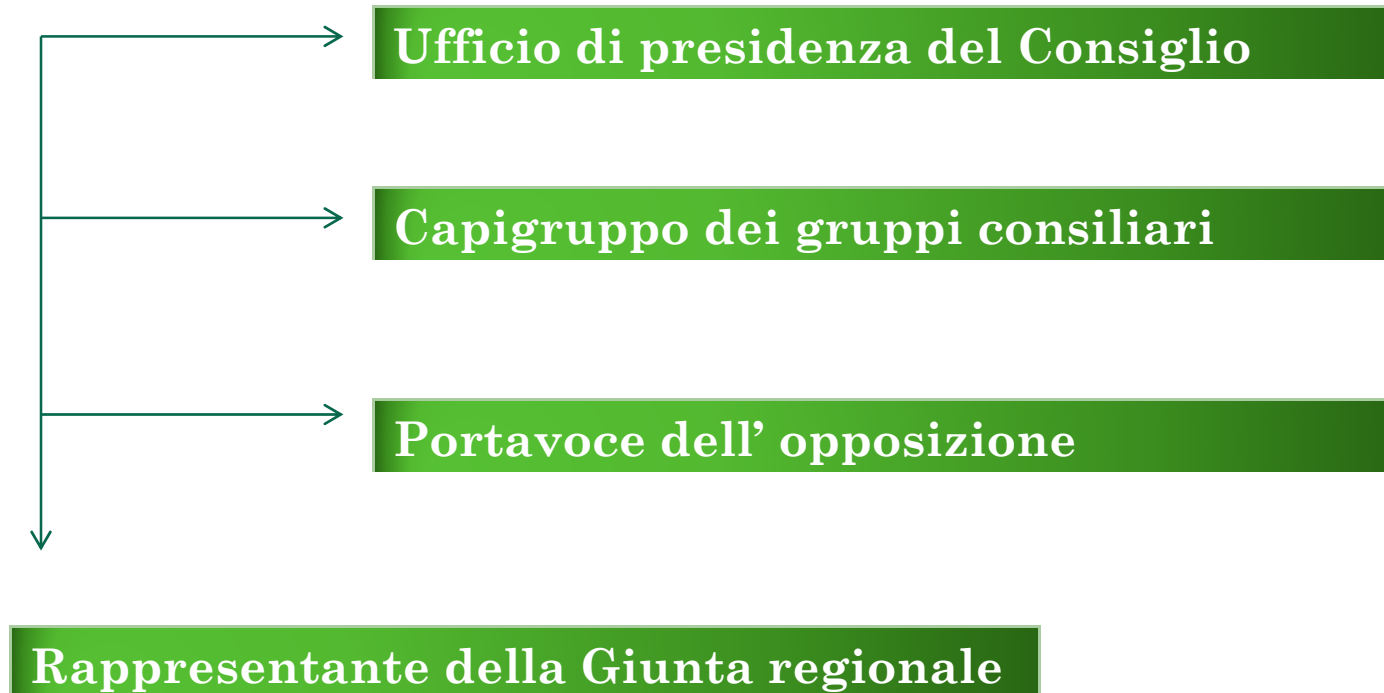 Ufficio di presidenza del Consiglio
Capigruppo dei gruppi consiliari
Portavoce dell’ opposizione
Rappresentante della Giunta regionale